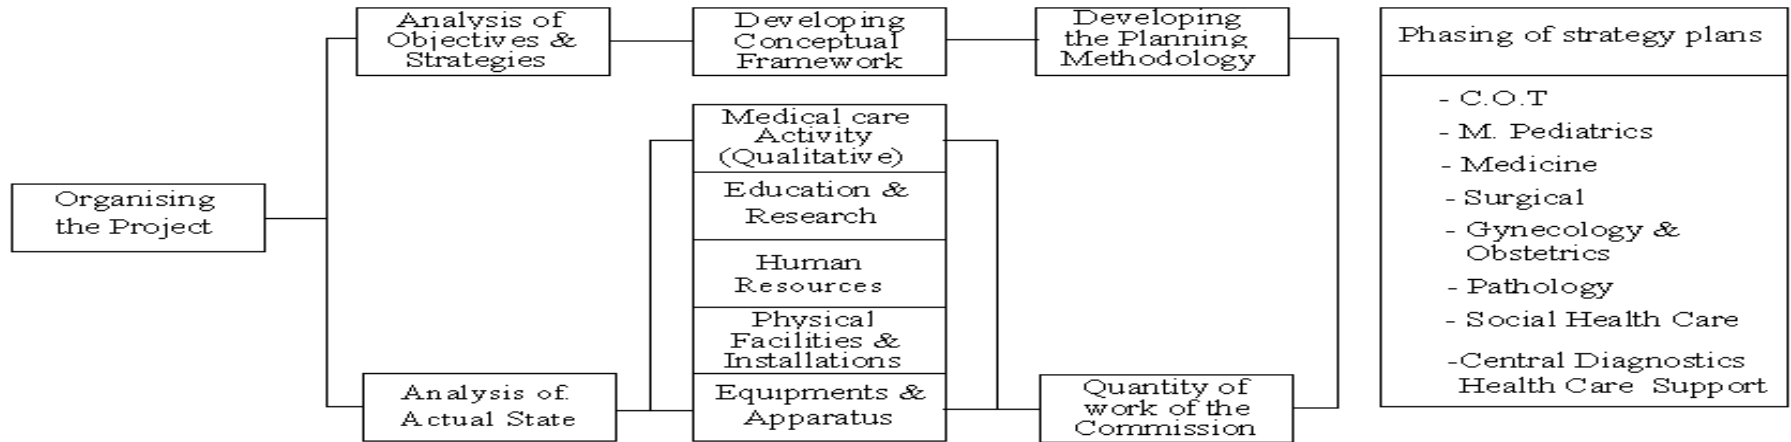 Organising
the Project
Analysis of
Objectives &
Strategies
Developing
Conceptual
Framework
Developing
the Planning
Methodology
Medical care
Activity
(Qualitative)
Education &
Research
Human
Resources
Physical
Facilities &
Installations
Equipments &
Apparatus
Analysis of.
Actual State
Quantity of
work of the
Commission
Phasing of strategy plans
- C.O.T
- M. Pediatrics
- Medicine
- Surgical
- Gynecology &
Obstetrics
- Pathology
- Social Health Care
-Central Diagnostics
Health Care Support